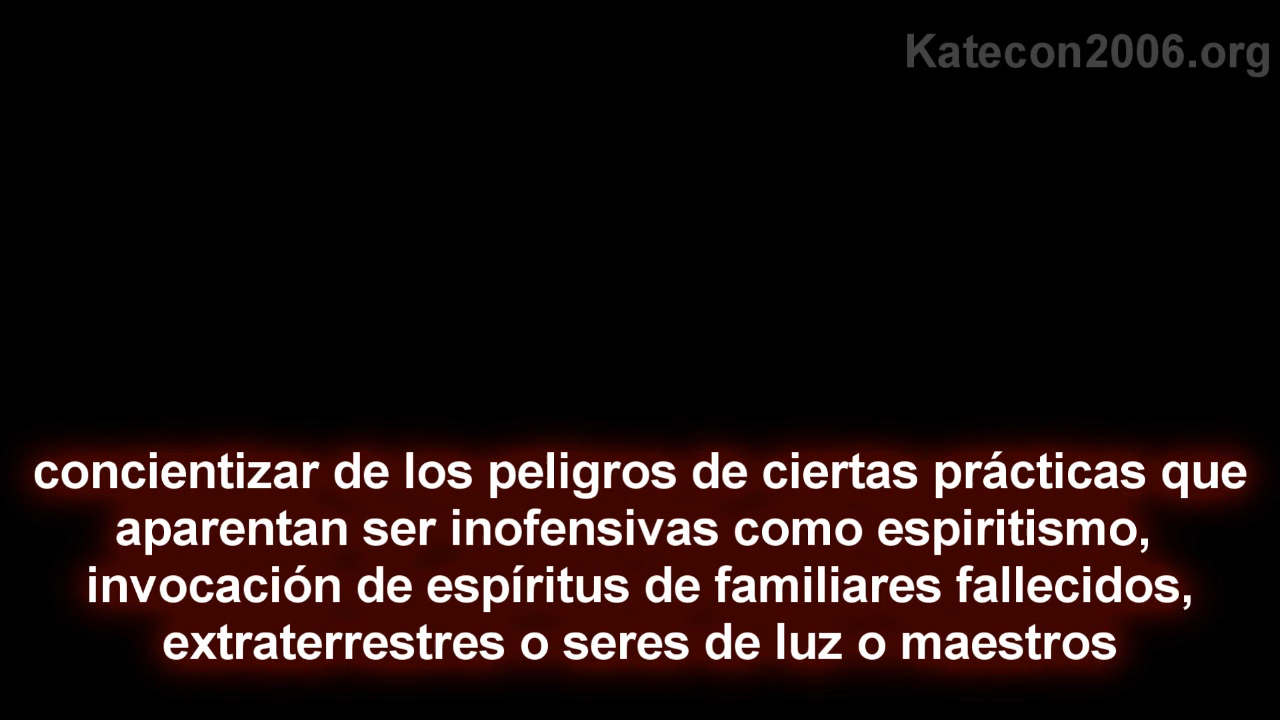 Katecon2006.org
concientizar de los peligros de ciertas prácticas que
aparentan ser inofensivas como espiritismo,
invocación de espíritus de familiares fallecidos,
extraterrestres o seres de luz o maestros